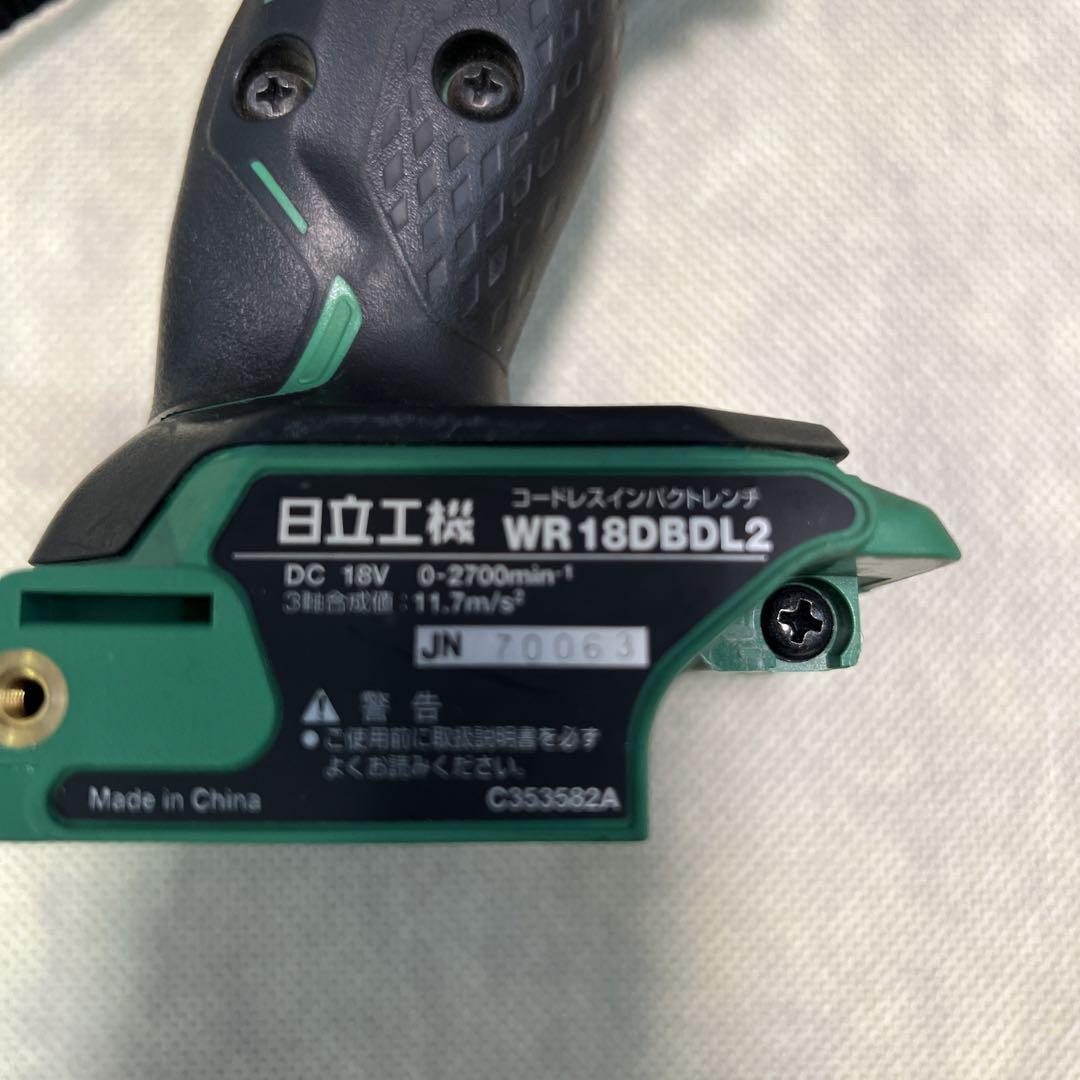 日立工機
コードレスインパクトレンチ
WR 18DBDL2
DC 18V 0-2700min⁻¹
3軸合成値:11.7m/s²
JN 70063
警告
●ご使用前に取扱説明書を必ず
よくお読みください。
Made in China
C353582A